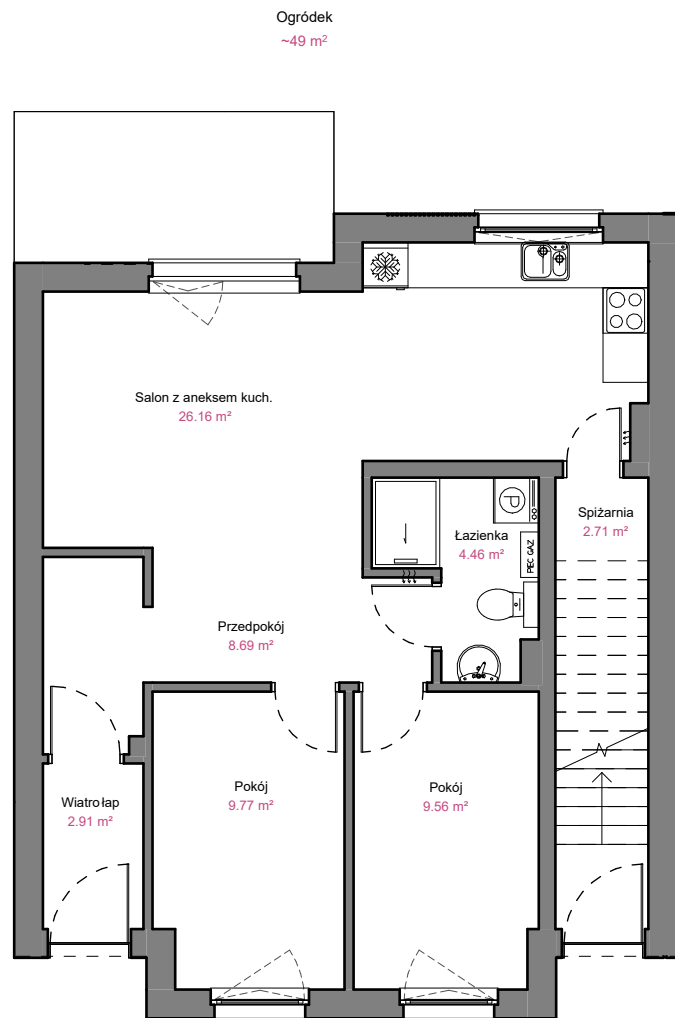 Ogródek
~49 m²
Salon z aneksem kuch.
26.16 m²
Spiżarnia
2.71 m²
Łazienka
4.46 m²
P
PIEC GAZ
Przedpokój
8.69 m²
Pokój
9.77 m²
Pokój
9.56 m²
Wiatrołap
2.91 m²